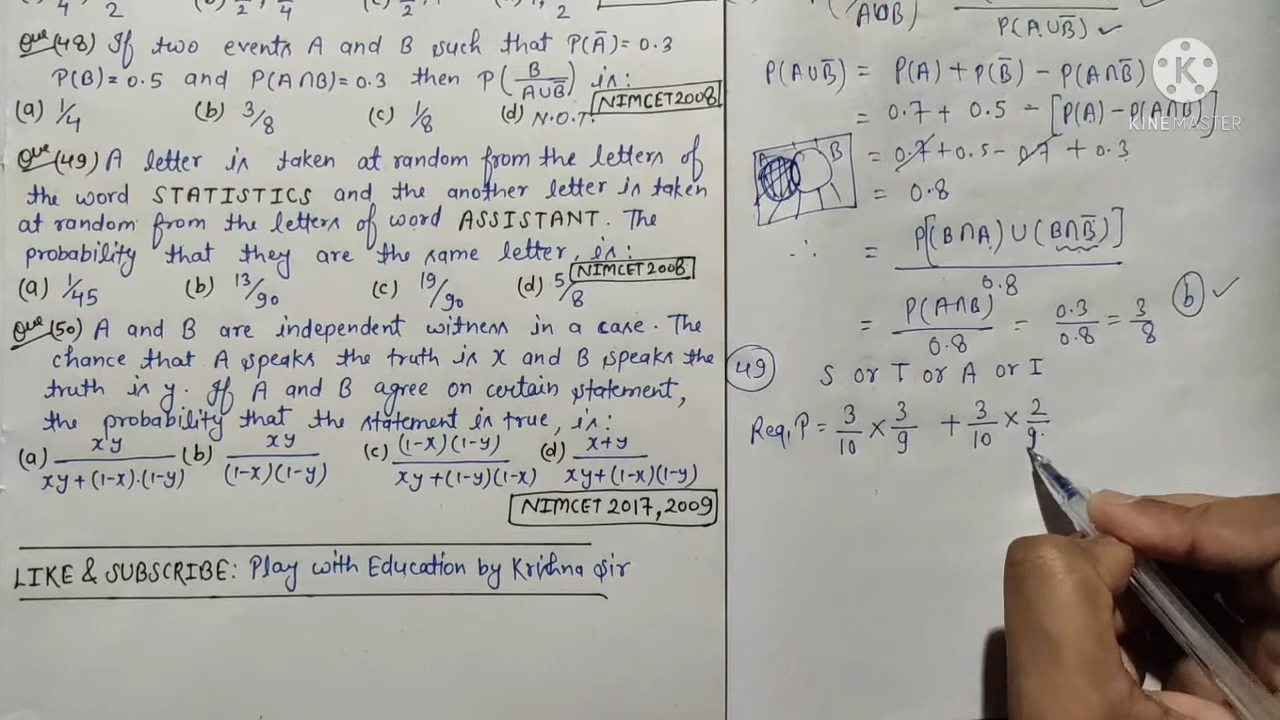 (b) 2 4 (c) 2 2
Que (48) If two events A and B such that P(Ā) = 0.3
P(B) = 0.5 and P(A∩B) = 0.3 then P(B/A∪B̄) is:
NIMCET 2008
(a) 1/4 (b) 3/8 (c) 1/8 (d) N.O.T.
Que (49) A letter is taken at random from the letters of
the word STATISTICS and the another letter is taken
at random from the letters of word ASSISTANT. The
probability that they are the same letter, is:
NIMCET 2008
(a) 1/45 (b) 13/90 (c) 19/90 (d) 5/8
Que (50) A and B are independent witness in a case. The
chance that A speaks the truth is x and B speaks the
truth is y. If A and B agree on certain statement,
the probability that the statement is true, is:
(a) xy/xy+(1-x).(1-y) (b) xy/(1-x)(1-y) (c) (1-x)(1-y)/xy+(1-y)(1-x) (d) x+y/xy+(1-x)(1-y)
NIMCET 2017, 2009
LIKE & SUBSCRIBE: Play with Education by Krishna Sir
A∪B) P(A∪B̄) ✓
P(A∪B̄) = P(A) + P(B̄) - P(A∩B̄)
= 0.7 + 0.5 - [P(A) - P(A∩B)]
K
KINEMASTER
B = 0.7 + 0.5 - 0.7 + 0.3
= 0.8
∴ = P[(B∩A) ∪ (B∩B̄)]/0.8
= P(A∩B)/0.8 = 0.3/0.8 = 3/8 (b) ✓
49 S or T or A or I
Req. P = 3/10 × 3/9 + 3/10 × 2/9